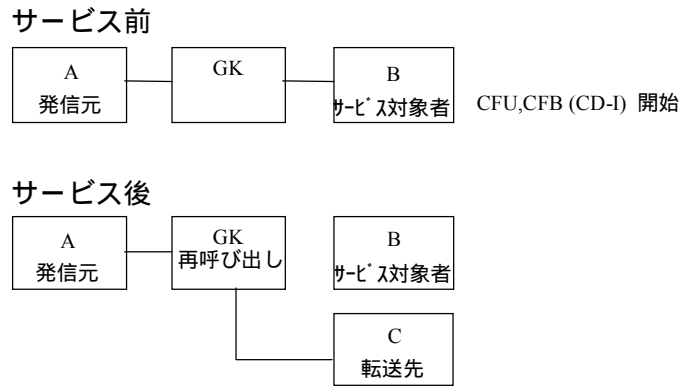 サービス前
A
発信元
GK
B
ｻｰﾋﾞｽ対象者
CFU,CFB (CD-I) 開始
サービス後
A
発信元
GK
再呼び出し
B
ｻｰﾋﾞｽ対象者
C
転送先